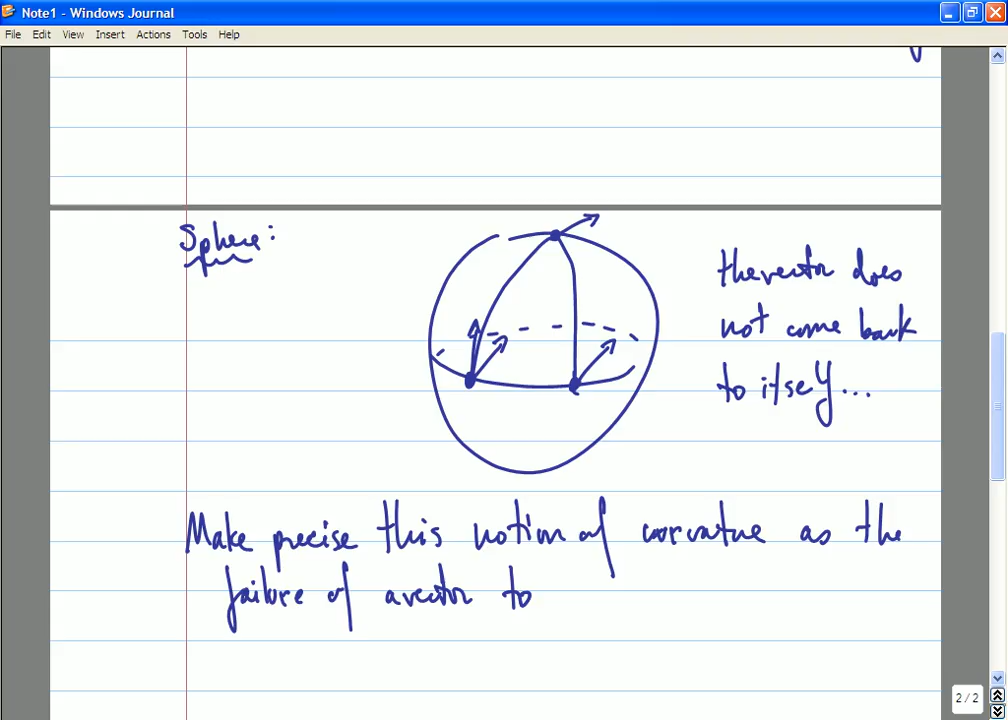 Note1 - Windows Journal
File Edit View Insert Actions Tools Help
Sphere:
the vector does
not come back
to itself...
Make precise this notion of corvatue as the
failure of a vector to
2/2